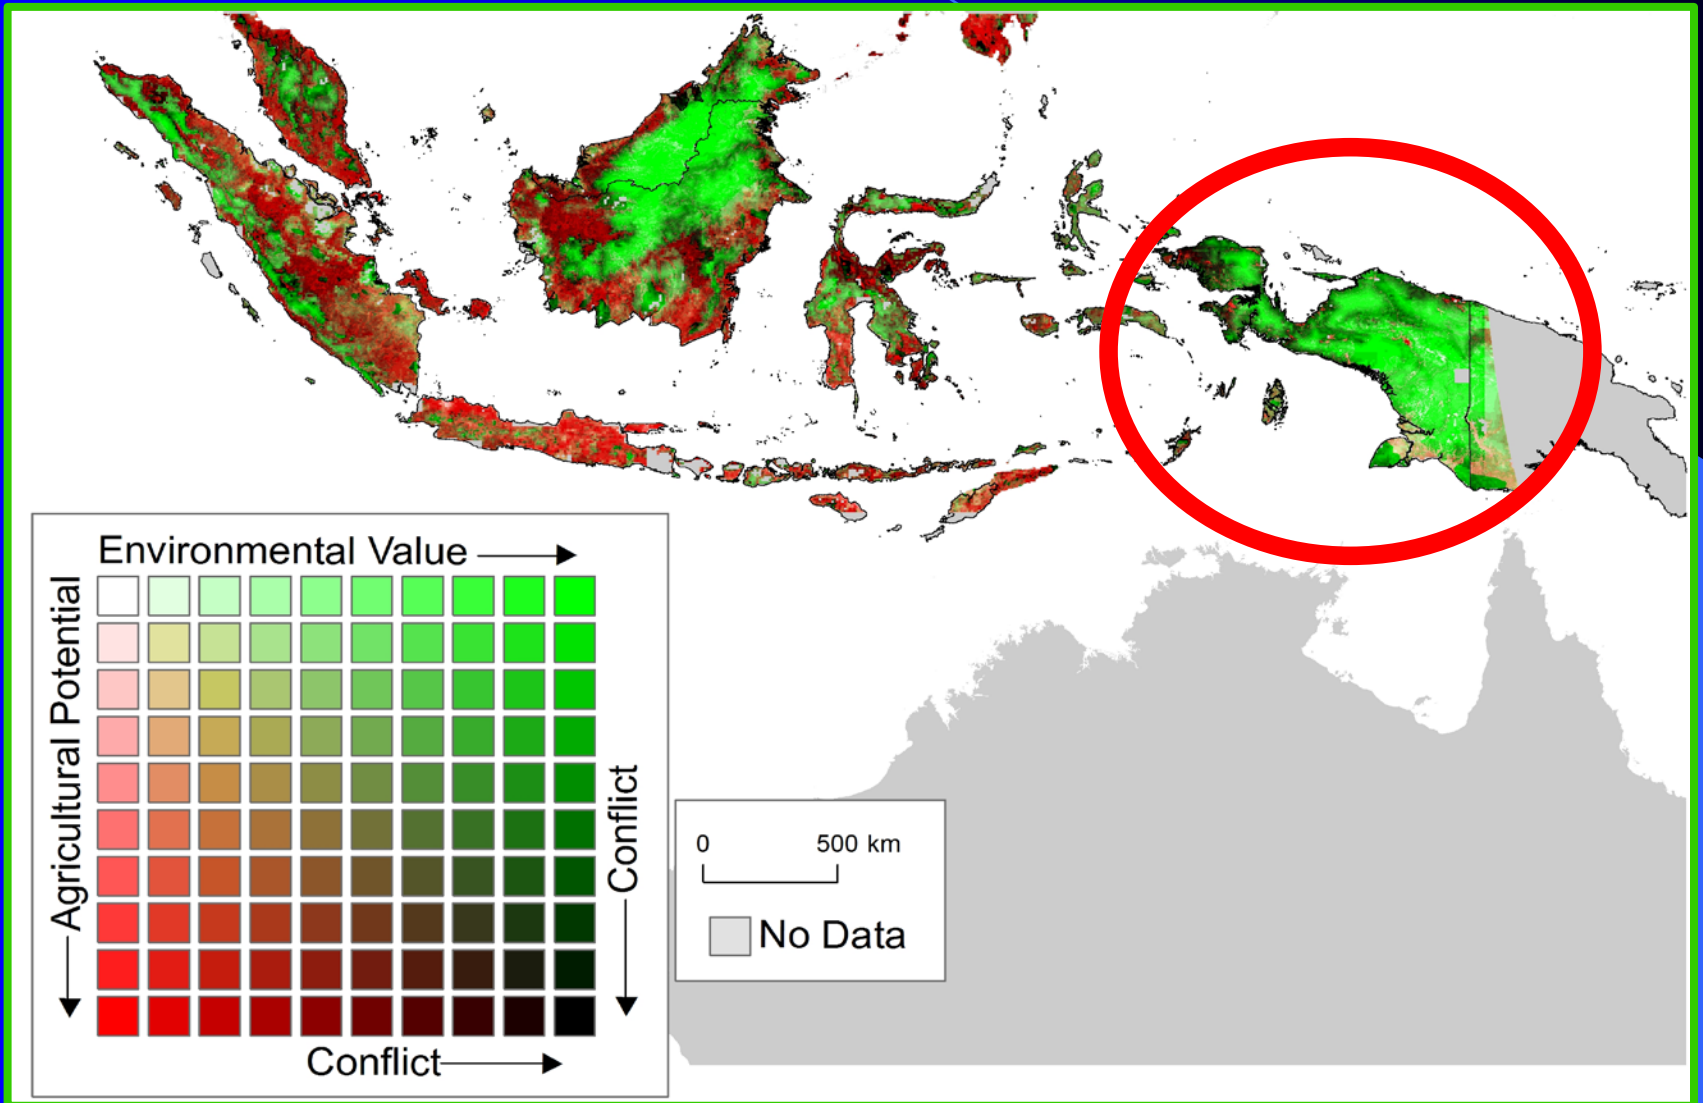 Environmental Value
Agricultural Potential
Conflict
Conflict
0 500 km
No Data